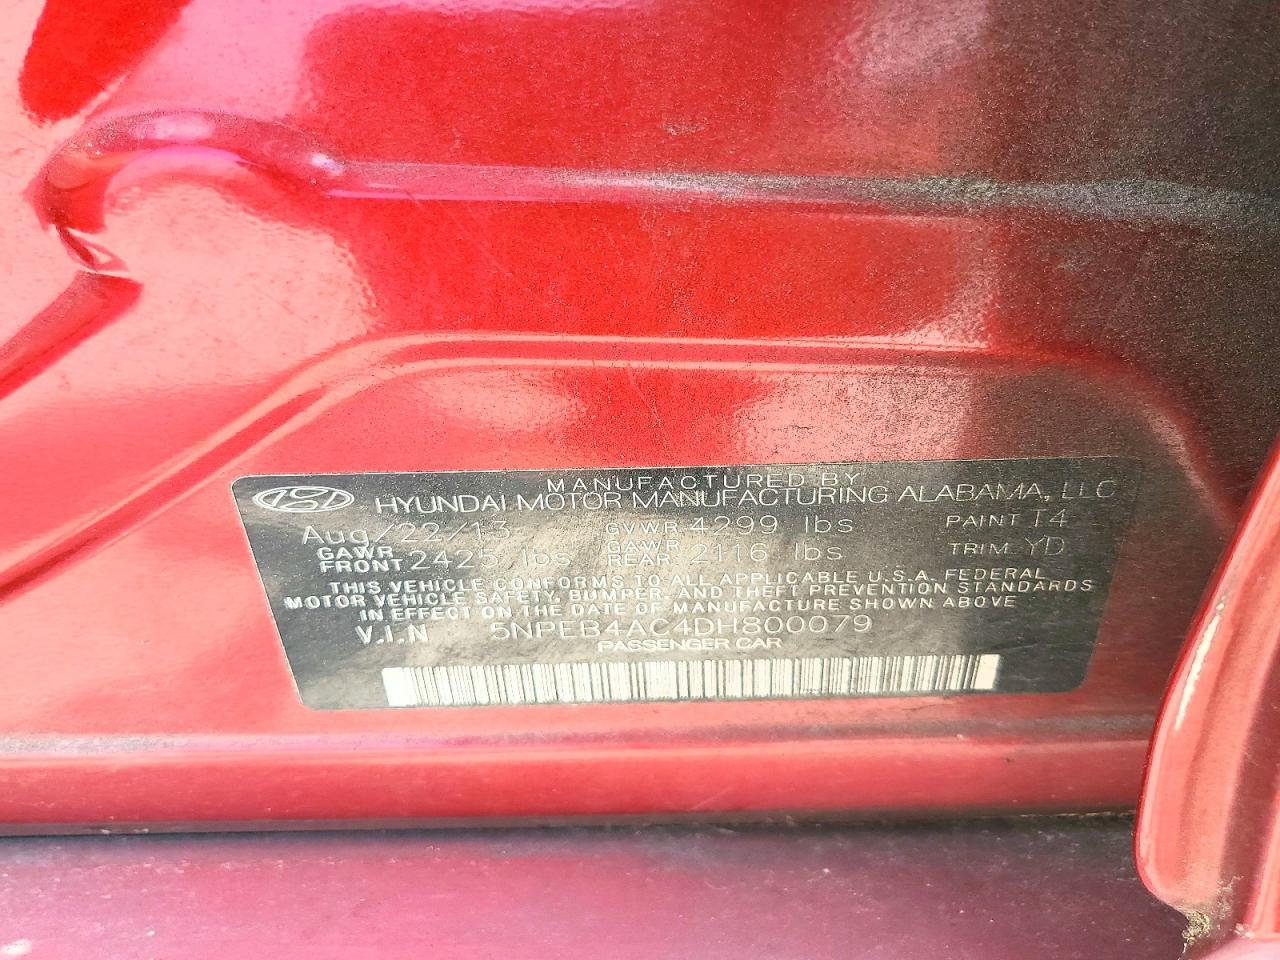 MANUFACTURED BY
HYUNDAI MOTOR MANUFACTURING ALABAMA, LLC
Aug/22/13 GVWR 4299 lbs PAINT T4
GAWR FRONT 2425 lbs GAWR REAR 2116 lbs TRIM YD
THIS VEHICLE CONFORMS TO ALL APPLICABLE U.S.A. FEDERAL
MOTOR VEHICLE SAFETY, BUMPER, AND THEFT PREVENTION STANDARDS
IN EFFECT ON THE DATE OF MANUFACTURE SHOWN ABOVE
V.I.N 5NPEB4AC4DH800079
PASSENGER CAR